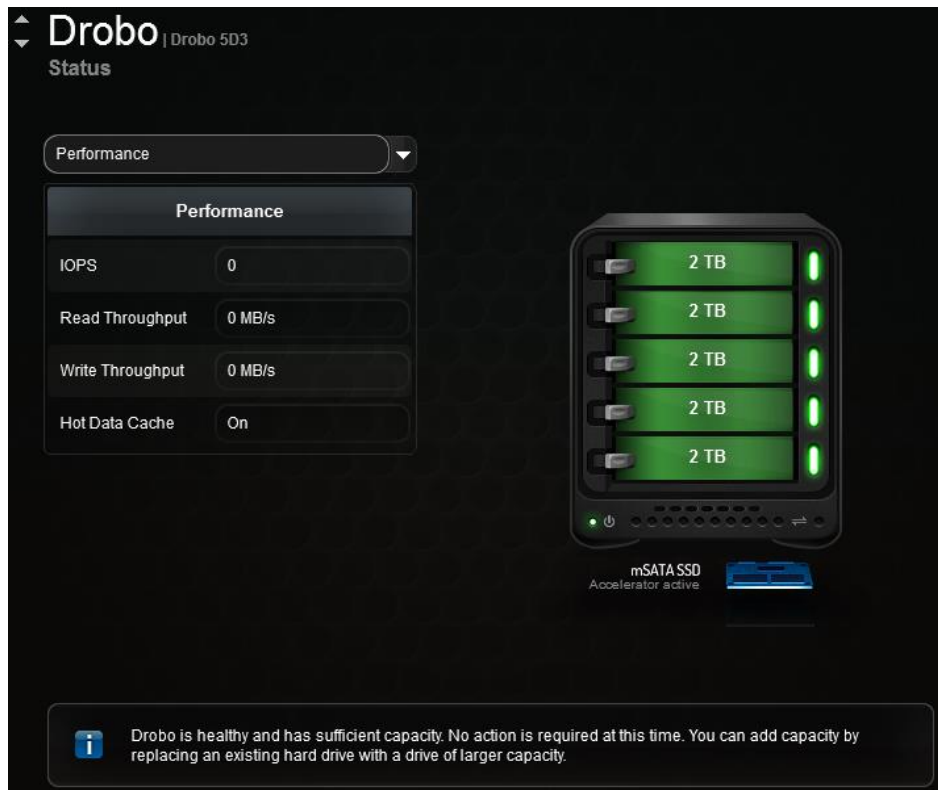 Drobo | Drobo 5D3
Status
Performance
Performance
IOPS 0
Read Throughput 0 MB/s
Write Throughput 0 MB/s
Hot Data Cache On
2 TB
2 TB
2 TB
2 TB
2 TB
mSATA SSD
Accelerator active
Drobo is healthy and has sufficient capacity. No action is required at this time. You can add capacity by
replacing an existing hard drive with a drive of larger capacity.